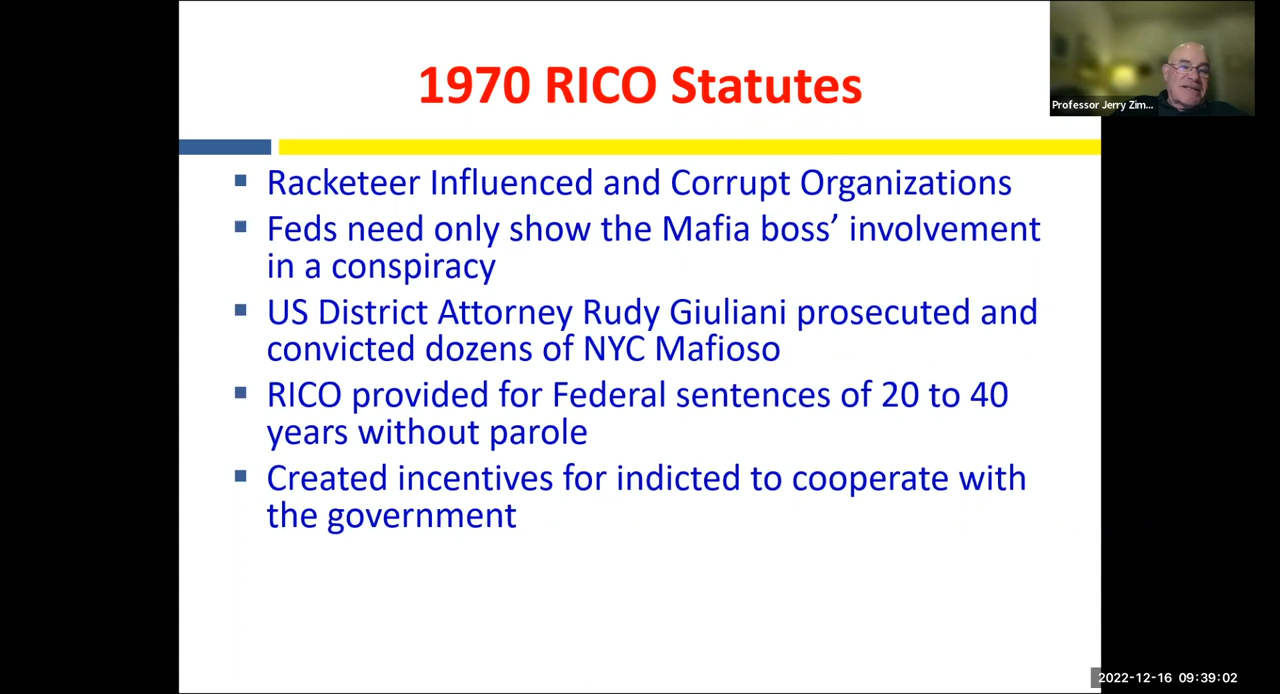 1970 RICO Statutes
Professor Jerry Zim...
Racketeer Influenced and Corrupt Organizations
Feds need only show the Mafia boss’ involvement
in a conspiracy
US District Attorney Rudy Giuliani prosecuted and
convicted dozens of NYC Mafioso
RICO provided for Federal sentences of 20 to 40
years without parole
Created incentives for indicted to cooperate with
the government
2022-12-16 09:39:02